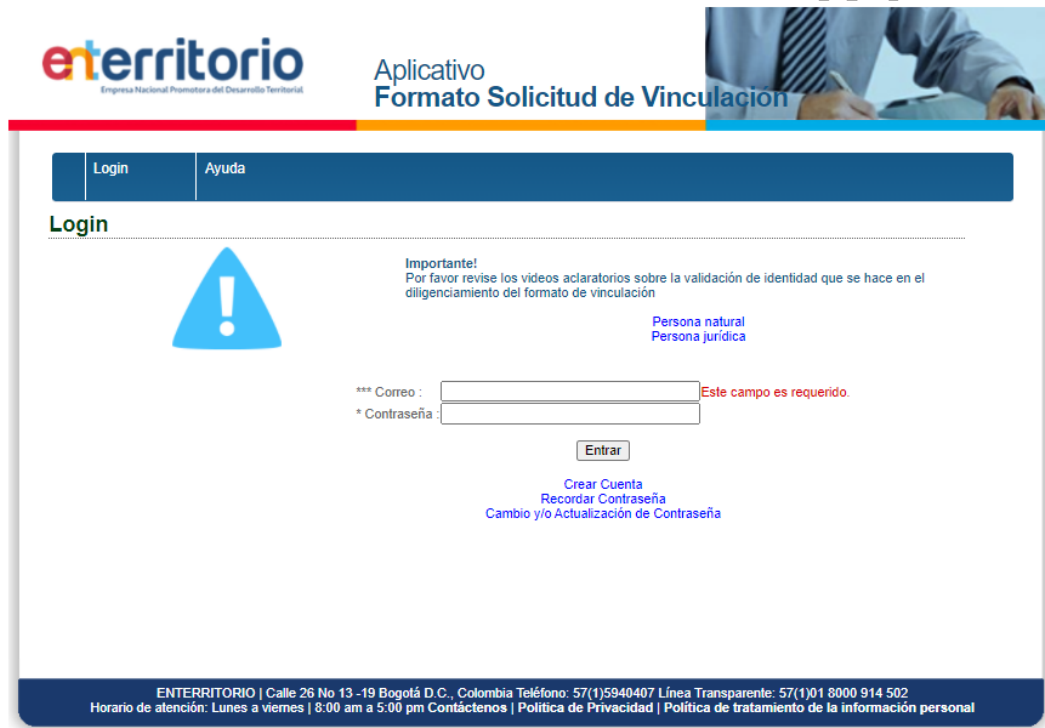 enterritorio
Empresa Nacional Promotora del Desarrollo Territorial
Aplicativo
Formato Solicitud de Vinculación
Login Ayuda
Login
Importante!
Por favor revise los videos aclaratorios sobre la validación de identidad que se hace en el
diligenciamiento del formato de vinculación
Persona natural
Persona jurídica
*** Correo : Este campo es requerido.
* Contraseña :
Entrar
Crear Cuenta
Recordar Contraseña
Cambio y/o Actualización de Contraseña
ENTERRITORIO | Calle 26 No 13 -19 Bogotá D.C., Colombia Teléfono: 57(1)5940407 Línea Transparente: 57(1)01 8000 914 502
Horario de atención: Lunes a viernes | 8:00 am a 5:00 pm Contáctenos | Politica de Privacidad | Política de tratamiento de la información personal